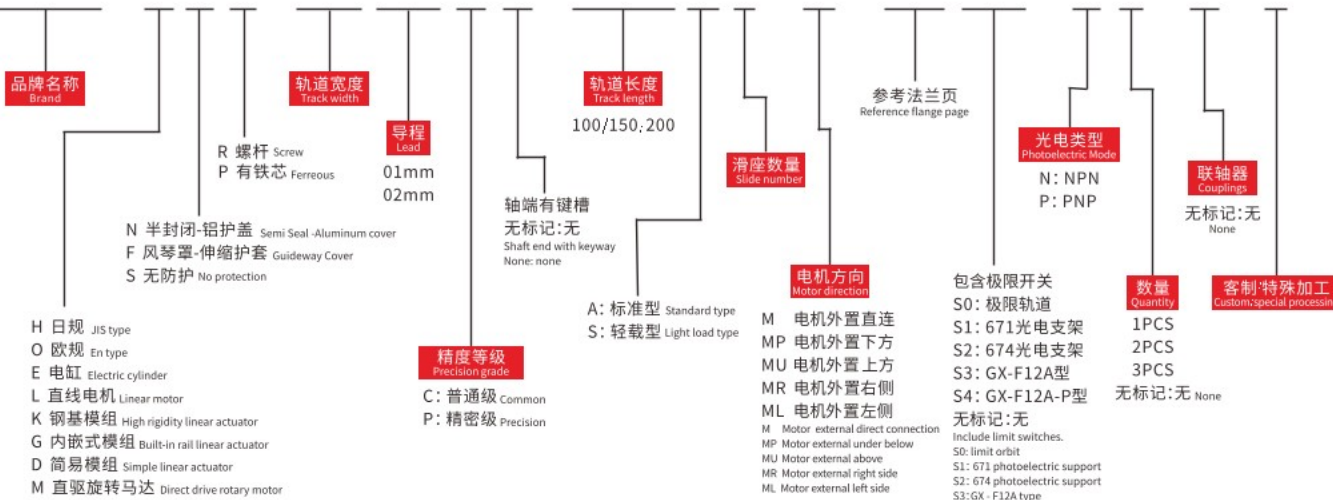 品牌名称
Brand
H 日规 JIS type
O 欧规 En type
E 电缸 Electric cylinder
L 直线电机 Linear motor
K 钢基模组 High rigidity linear actuator
G 内嵌式模组 Built-in rail linear actuator
D 简易模组 Simple linear actuator
M 直驱旋转马达 Direct drive rotary motor
N 半封闭-铝护盖 Semi Seal -Aluminum cover
F 风琴罩-伸缩护套 Guideway Cover
S 无防护 No protection
R 螺杆 Screw
P 有铁芯 Ferreous
轨道宽度
Track width
导程
Lead
01mm
02mm
精度等级
Precision grade
C: 普通级 Common
P: 精密级 Precision
轴端有键槽
无标记:无
Shaft end with keyway
None: none
轨道长度
Track length
100/150;200
A: 标准型 Standard type
S: 轻载型 Light load type
滑座数量
Slide number
电机方向
Motor direction
M 电机外置直连
MP 电机外置下方
MU 电机外置上方
MR 电机外置右侧
ML 电机外置左侧
M Motor external direct connection
MP Motor external under below
MU Motor external above
MR Motor external right side
ML Motor external left side
参考法兰页
Reference flange page
包含极限开关
S0: 极限轨道
S1: 671光电支架
S2: 674光电支架
S3: GX-F12A型
S4: GX-F12A-P型
无标记:无
Include limit switches.
S0: limit orbit
S1: 671 photoelectric support
S2: 674 photoelectric support
S3:GX - F12A type
光电类型
Photoelectric Mode
N: NPN
P: PNP
数量
Quantity
1PCS
2PCS
3PCS
无标记:无 None
联轴器
Couplings
无标记:无
None
客制:特殊加工
Custom:special processin